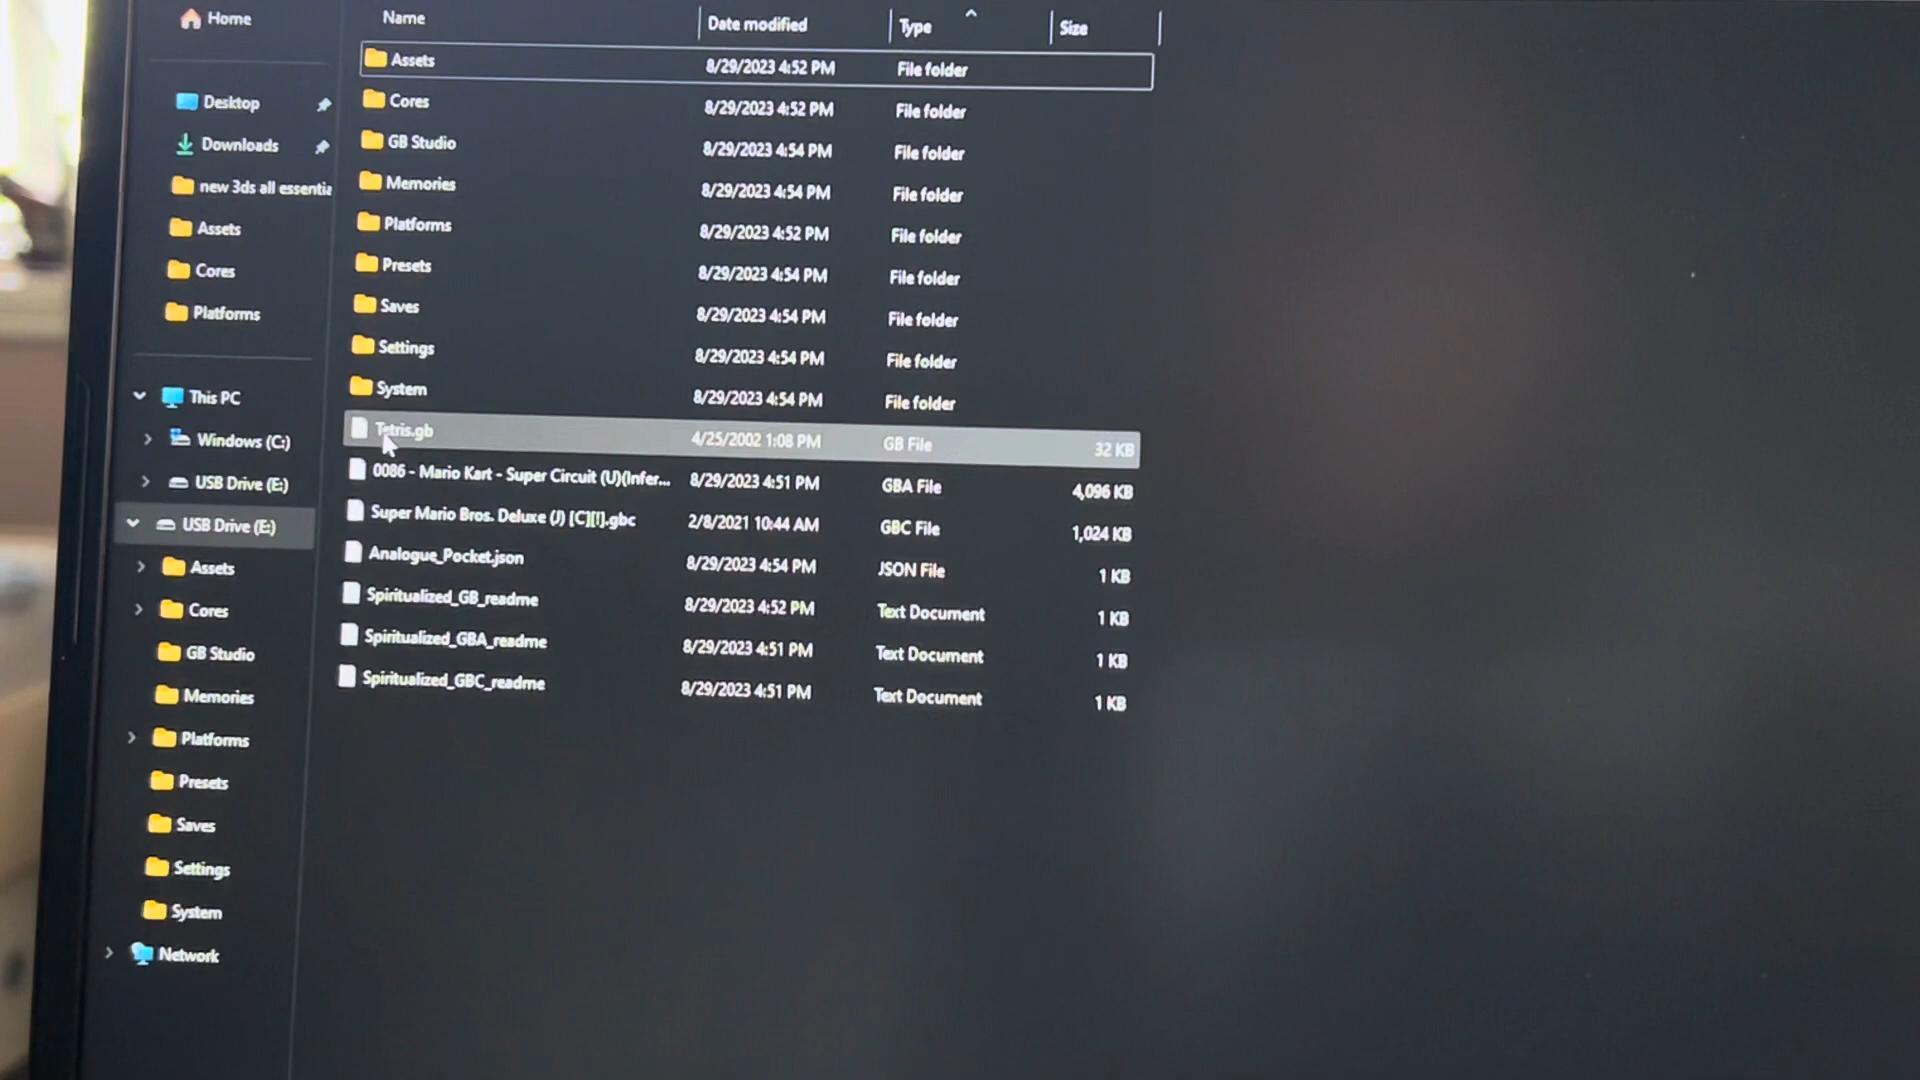 Home
Desktop
Downloads
new 3ds all essentia
Assets
Cores
Platforms
This PC
Windows (C:)
USB Drive (E:)
USB Drive (E:)
Assets
Cores
GB Studio
Memories
Platforms
Presets
Saves
Settings
System
Network
Name Date modified Type Size
Assets 8/29/2023 4:52 PM File folder
Cores 8/29/2023 4:52 PM File folder
GB Studio 8/29/2023 4:54 PM File folder
Memories 8/29/2023 4:54 PM File folder
Platforms 8/29/2023 4:52 PM File folder
Presets 8/29/2023 4:54 PM File folder
Saves 8/29/2023 4:54 PM File folder
Settings 8/29/2023 4:54 PM File folder
System 8/29/2023 4:54 PM File folder
Tetris.gb 4/25/2002 1:08 PM GB File 32 KB
0086 - Mario Kart - Super Circuit (U)(Infer... 8/29/2023 4:51 PM GBA File 4,096 KB
Super Mario Bros. Deluxe (J) [C][!].gbc 2/8/2021 10:44 AM GBC File 1,024 KB
Analogue_Pocket.json 8/29/2023 4:54 PM JSON File 1 KB
Spiritualized_GB_readme 8/29/2023 4:52 PM Text Document 1 KB
Spiritualized_GBA_readme 8/29/2023 4:51 PM Text Document 1 KB
Spiritualized_GBC_readme 8/29/2023 4:51 PM Text Document 1 KB